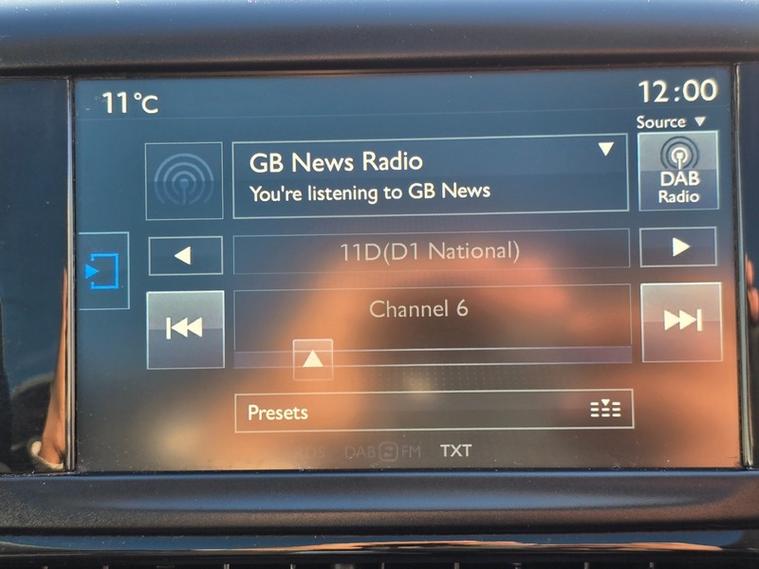 11°C
12:00
Source
GB News Radio
You're listening to GB News
DAB
Radio
11D(D1 National)
Channel 6
Presets
RDS DAB FM TXT